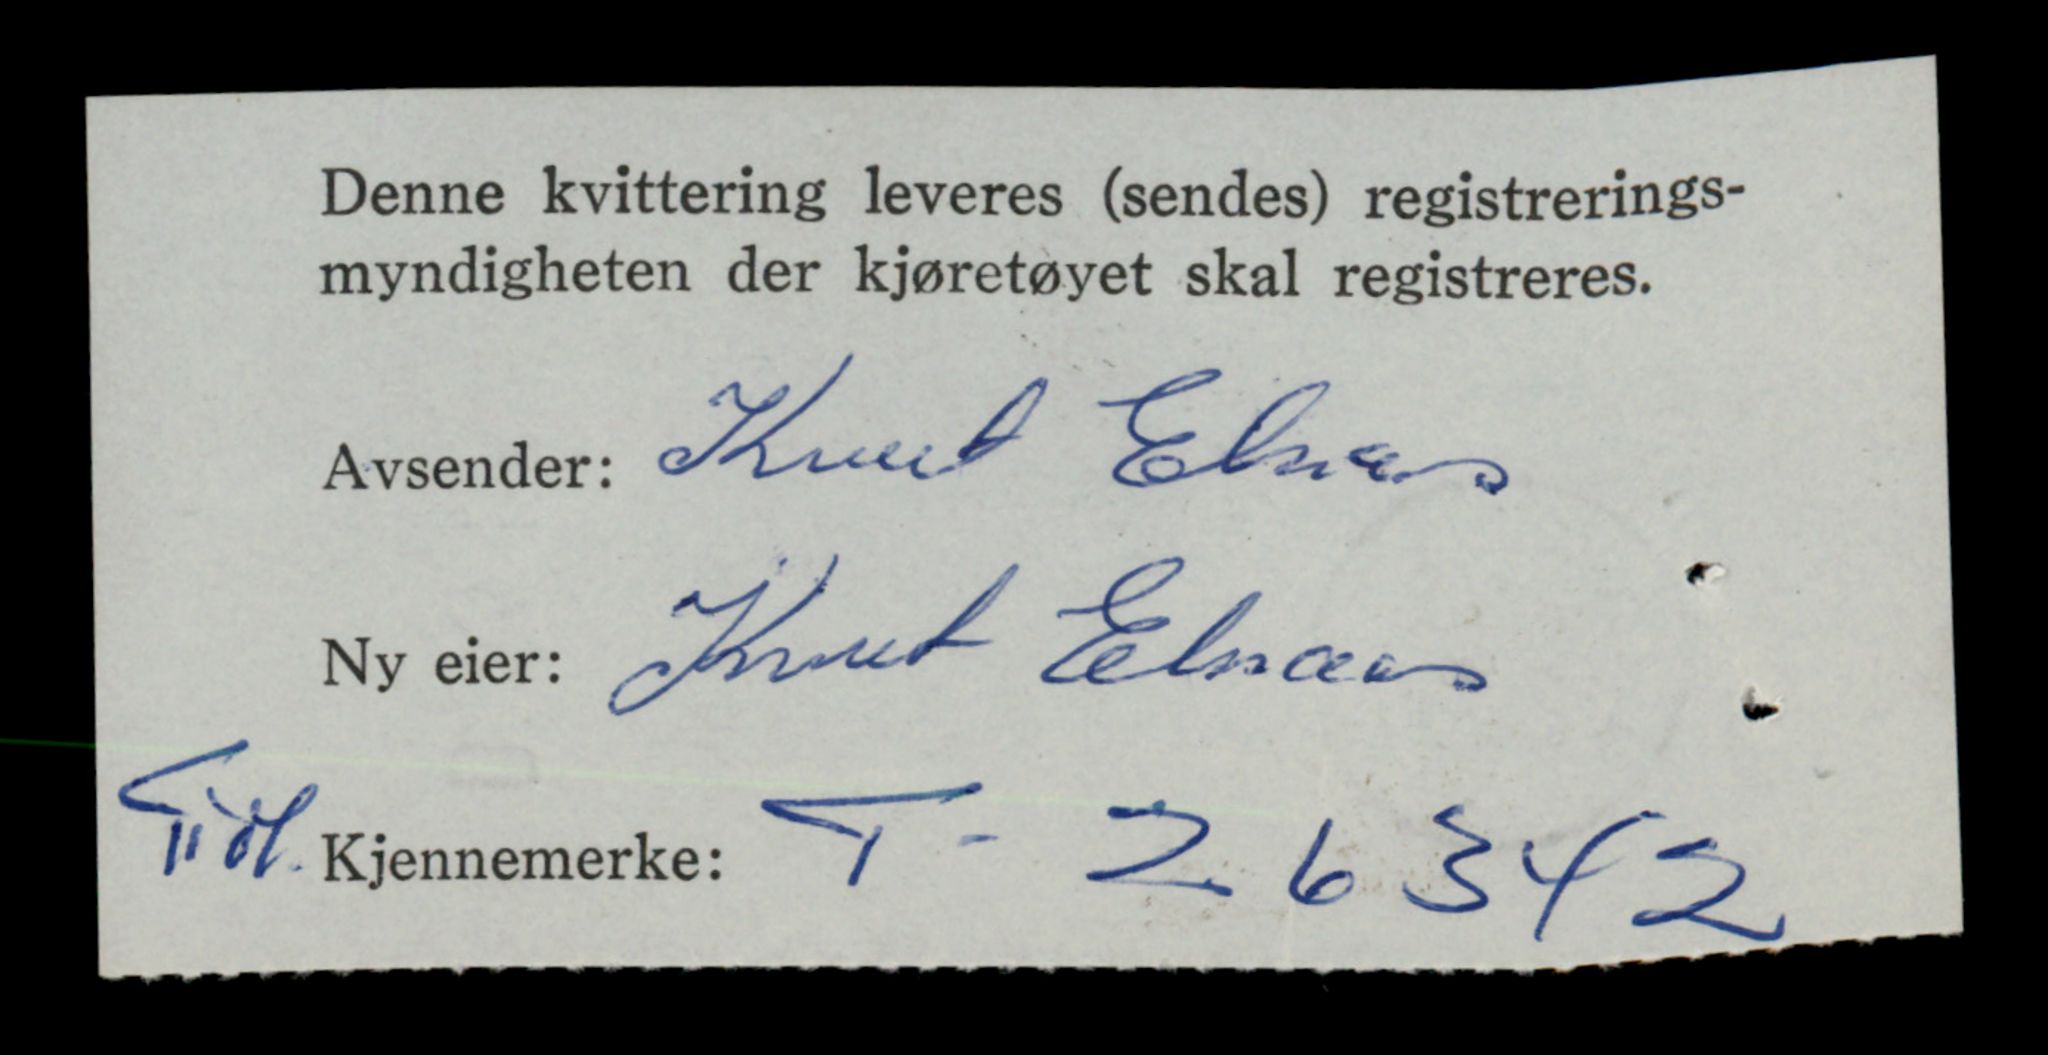 Denne kvittering leveres (sendes) registrerings-
myndigheten der kjøretøyet skal registreres.
Avsender: Knut Elnæs
Ny eier: Knut Elnæs
Tidl. Kjennemerke: T- 26342